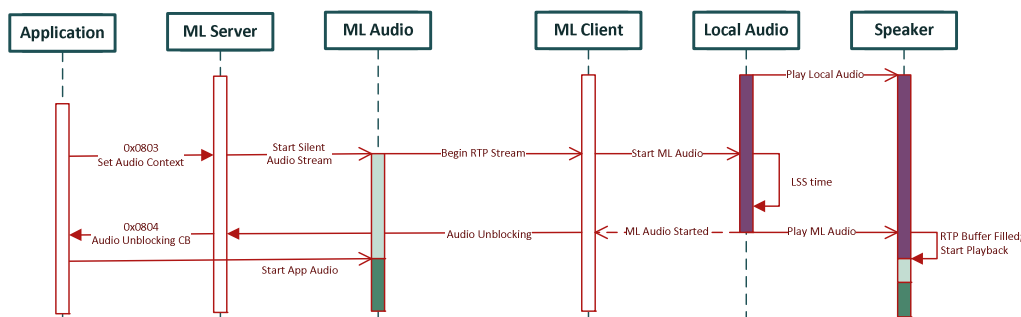 Application
ML Server
ML Audio
ML Client
Local Audio
Speaker
Play Local Audio
0x0803
Set Audio Context
Start Silent
Audio Stream
Begin RTP Stream
Start ML Audio
LSS time
0x0804
Audio Unblocking CB
Audio Unblocking
ML Audio Started
Play ML Audio
RTP Buffer Filled;
Start Playback
Start App Audio